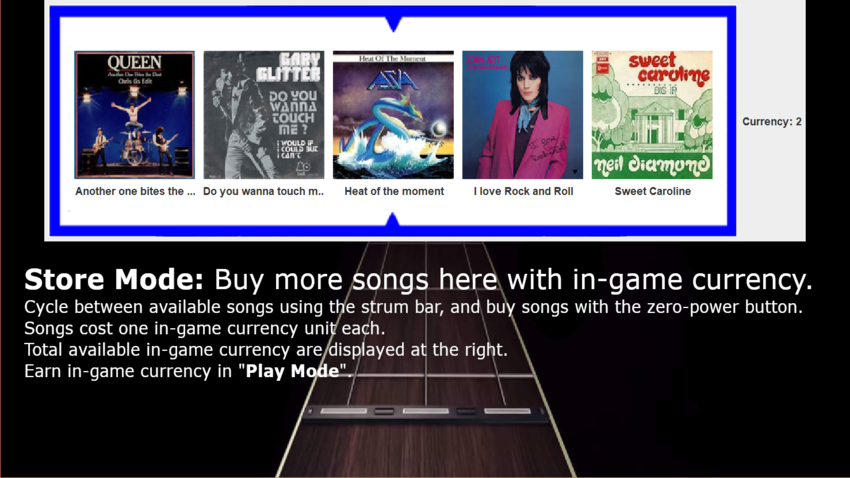 QUEEN
Another One Bites the Dust
GARY
GLITTER
DO YOU
WANNA
TOUCH
ME ?
I WOULD IF
I COULD BUT
I CAN'T
Bell
Heat Of The Moment
ASIA
JOAN JETT
sweet
caroline
DIG IN
neil diamond
Another one bites the ...
Do you wanna touch m..
Heat of the moment
I love Rock and Roll
Sweet Caroline
Currency: 2
Store Mode: Buy more songs here with in-game currency.
Cycle between available songs using the strum bar, and buy songs with the zero-power button.
Songs cost one in-game currency unit each.
Total available in-game currency are displayed at the right.
Earn in-game currency in "Play Mode".